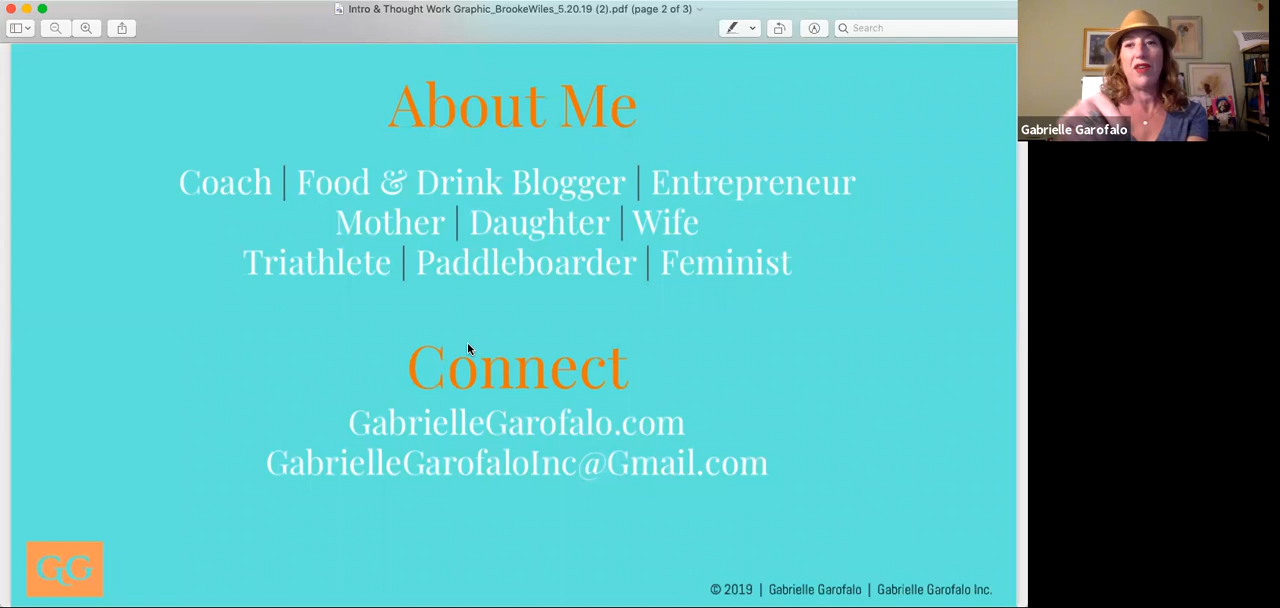 Intro & Thought Work Graphic_BrookeWiles_5.20.19 (2).pdf (page 2 of 3)
Search
Gabrielle Garofalo
About Me
Coach | Food & Drink Blogger | Entrepreneur
Mother | Daughter | Wife
Triathlete | Paddleboarder | Feminist
Connect
GabrielleGarofalo.com
GabrielleGarofaloInc@Gmail.com
GG
© 2019 | Gabrielle Garofalo | Gabrielle Garofalo Inc.